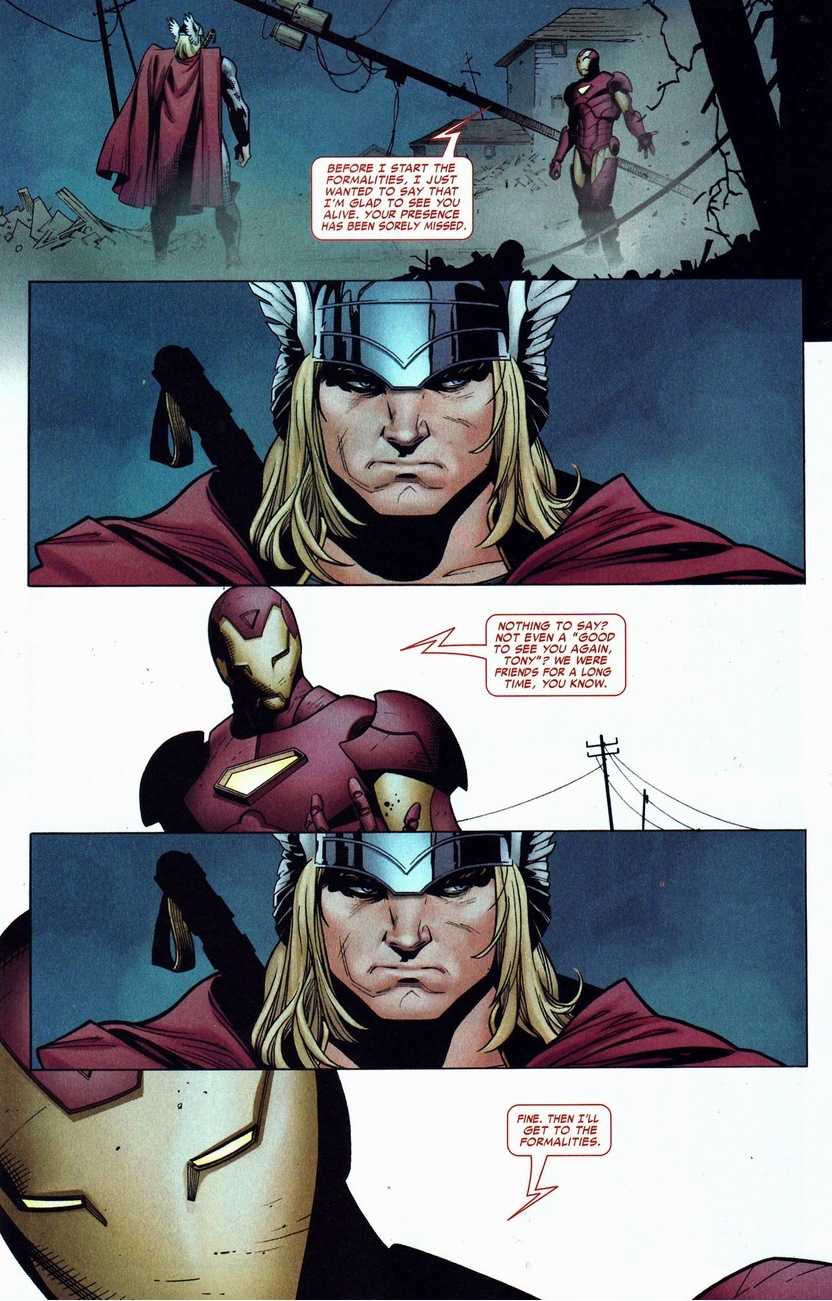 BEFORE I START THE
FORMALITIES, I JUST
WANTED TO SAY THAT
I'M GLAD TO SEE YOU
ALIVE. YOUR PRESENCE
HAS BEEN SORELY MISSED.
NOTHING TO SAY?
NOT EVEN A "GOOD
TO SEE YOU AGAIN,
TONY"? WE WERE
FRIENDS FOR A LONG
TIME, YOU KNOW.
FINE. THEN I'LL
GET TO THE
FORMALITIES.